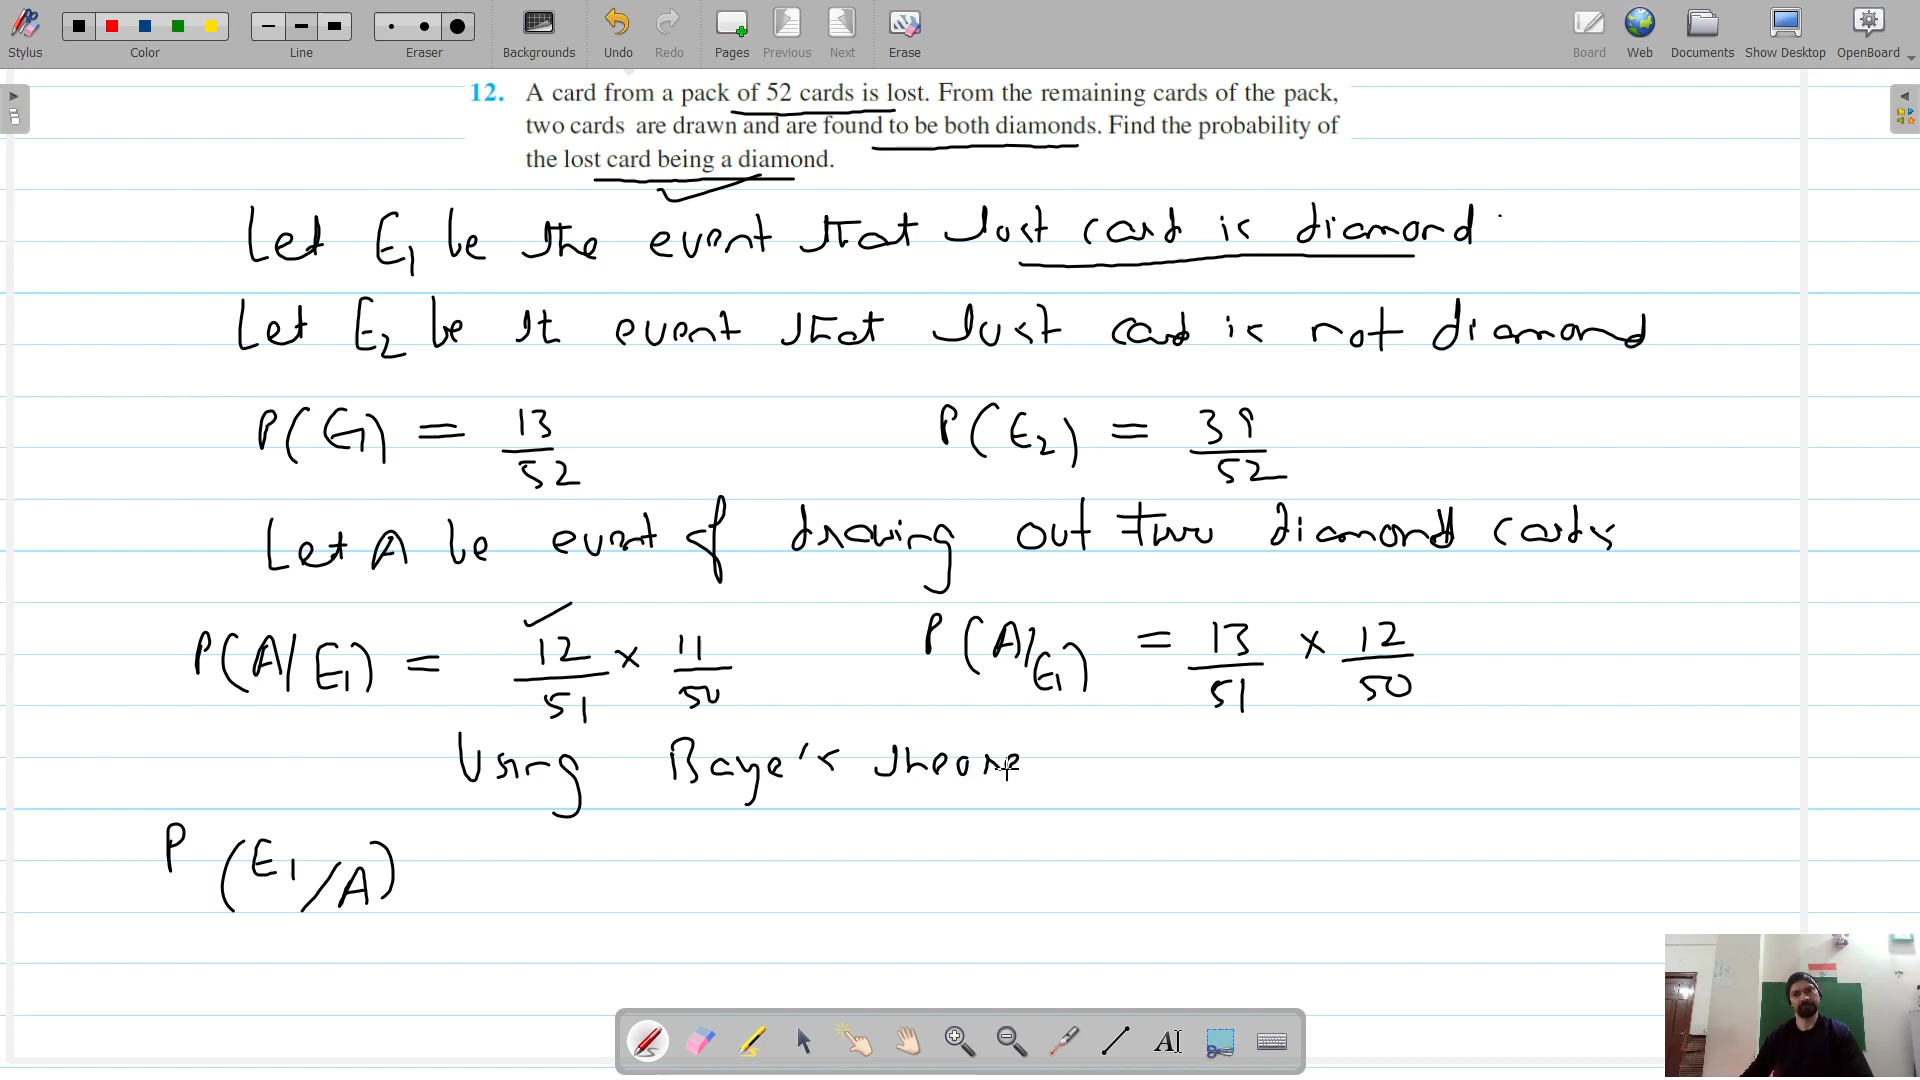 Stylus Color Line Eraser Backgrounds Undo Redo Pages Previous Next Erase Board Web Documents Show Desktop OpenBoard
12. A card from a pack of 52 cards is lost. From the remaining cards of the pack,
two cards are drawn and are found to be both diamonds. Find the probability of
the lost card being a diamond.
Let E1 be the event that lost card is diamond.
Let E2 be the event that lost card is not diamond
P(E1) = 13/52 P(E2) = 39/52
Let A be event of drawing out two diamond cards
P(A/E1) = 12/51 × 11/50 P(A/E1) = 13/51 × 12/50
Using Baye's theore
P(E1/A)